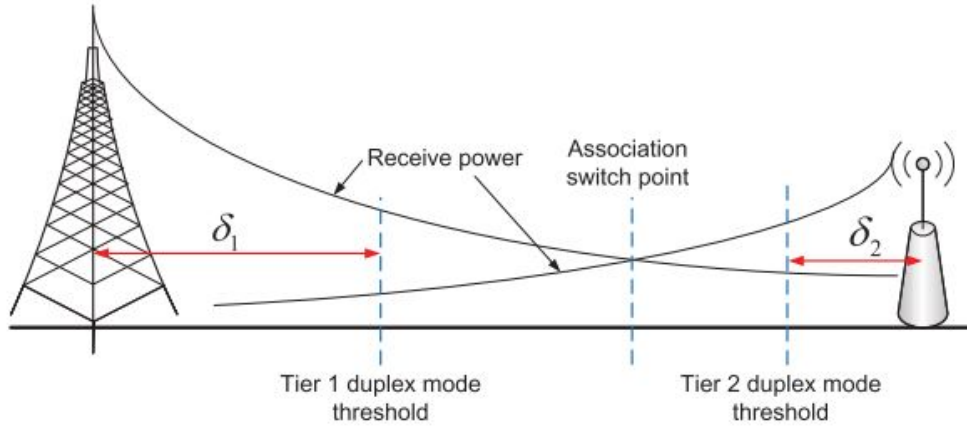 Receive power
Association
switch point
δ₁
δ₂
Tier 1 duplex mode
threshold
Tier 2 duplex mode
threshold